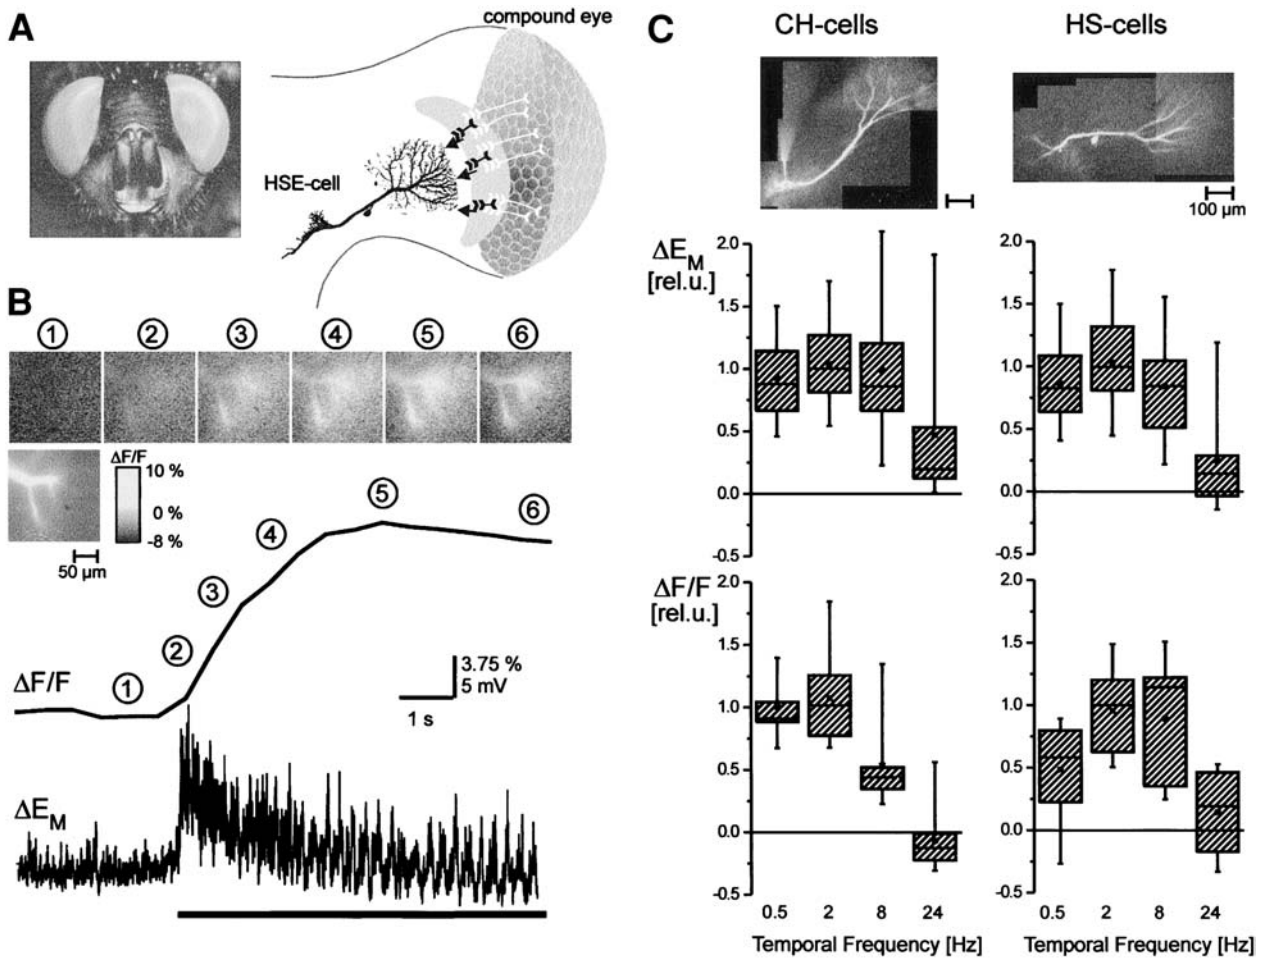 A
compound eye
HSE-cell
B
① ② ③ ④ ⑤ ⑥
ΔF/F
10 %
0 %
-8 %
50 µm
⑤
⑥
④
③
②
①
ΔF/F
3.75 %
5 mV
1 s
ΔE_M
C
CH-cells
HS-cells
100 µm
ΔE_M
[rel.u.]
2.0
1.5
1.0
0.5
0.0
-0.5
2.0
1.5
1.0
0.5
0.0
-0.5
ΔF/F
[rel.u.]
2.0
1.5
1.0
0.5
0.0
-0.5
0.5 2 8 24
Temporal Frequency [Hz]
2.0
1.5
1.0
0.5
0.0
-0.5
0.5 2 8 24
Temporal Frequency [Hz]